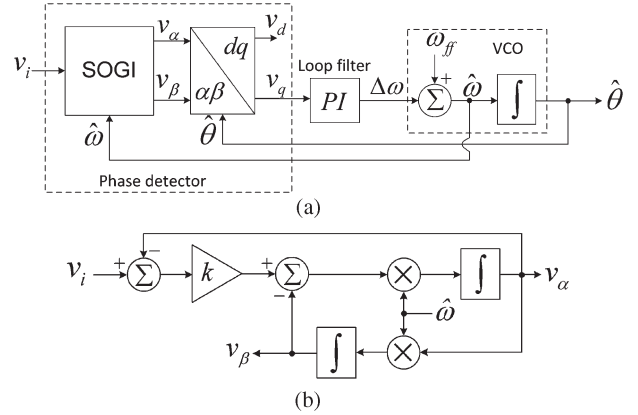 v_i SOGI v_α v_β dq αβ v_d v_q
Loop filter
PI Δω ω_ff + Σ ω̂ VCO ∫ θ̂
ω̂ θ̂
Phase detector
(a)
v_i + − Σ k + − Σ × ∫ v_α
ω̂
v_β ∫ ×
(b)